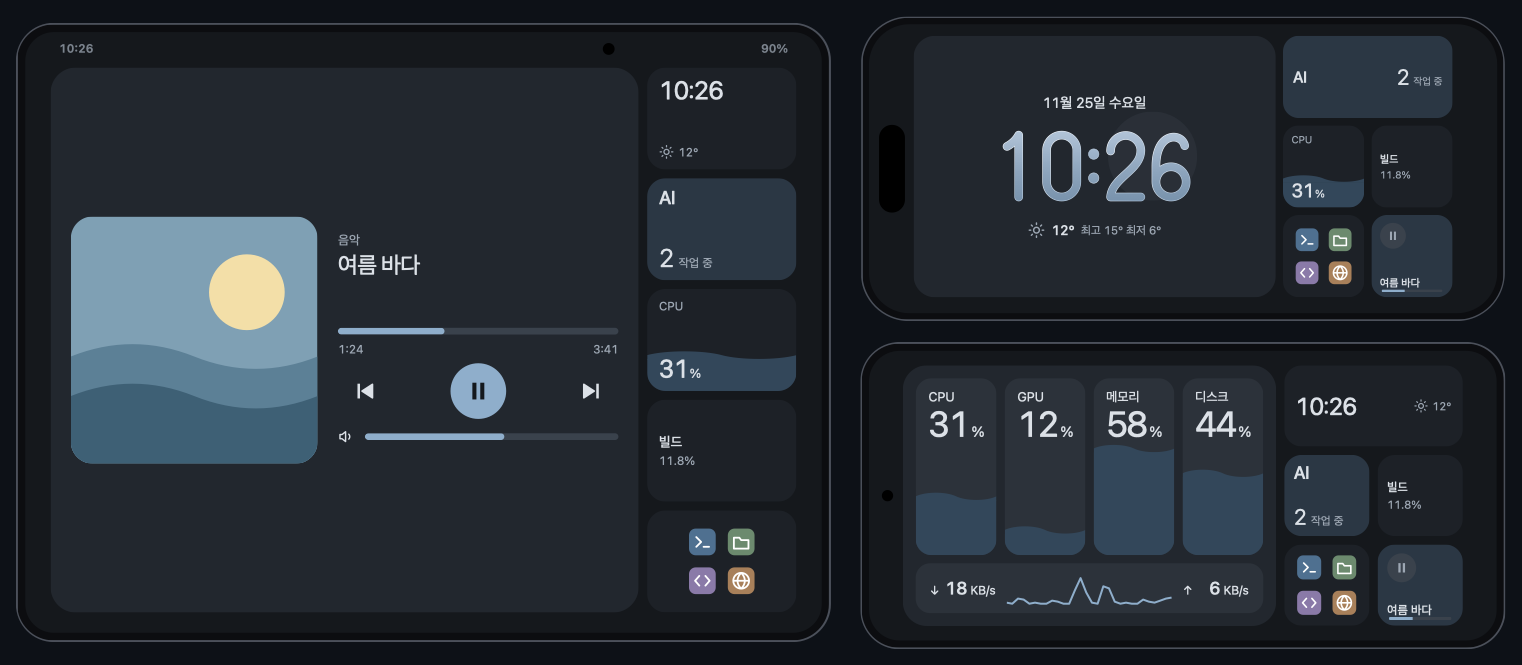 10:26
90%
음악
여름 바다
1:24
3:41
10:26
12°
AI
2 작업 중
CPU
31%
빌드
11.8%
11월 25일 수요일
10:26
12° 최고 15° 최저 6°
AI
2 작업 중
CPU
31%
빌드
11.8%
여름 바다
CPU
31%
GPU
12%
메모리
58%
디스크
44%
↓ 18 KB/s
↑ 6 KB/s
10:26
12°
AI
2 작업 중
빌드
11.8%
여름 바다